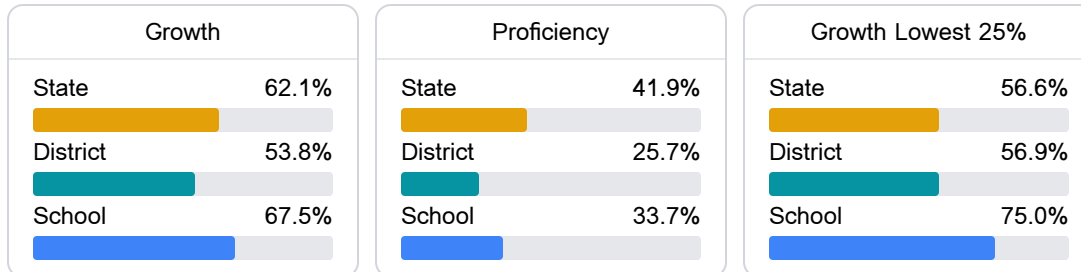 Growth
State 62.1%
District 53.8%
School 67.5%
Proficiency
State 41.9%
District 25.7%
School 33.7%
Growth Lowest 25%
State 56.6%
District 56.9%
School 75.0%